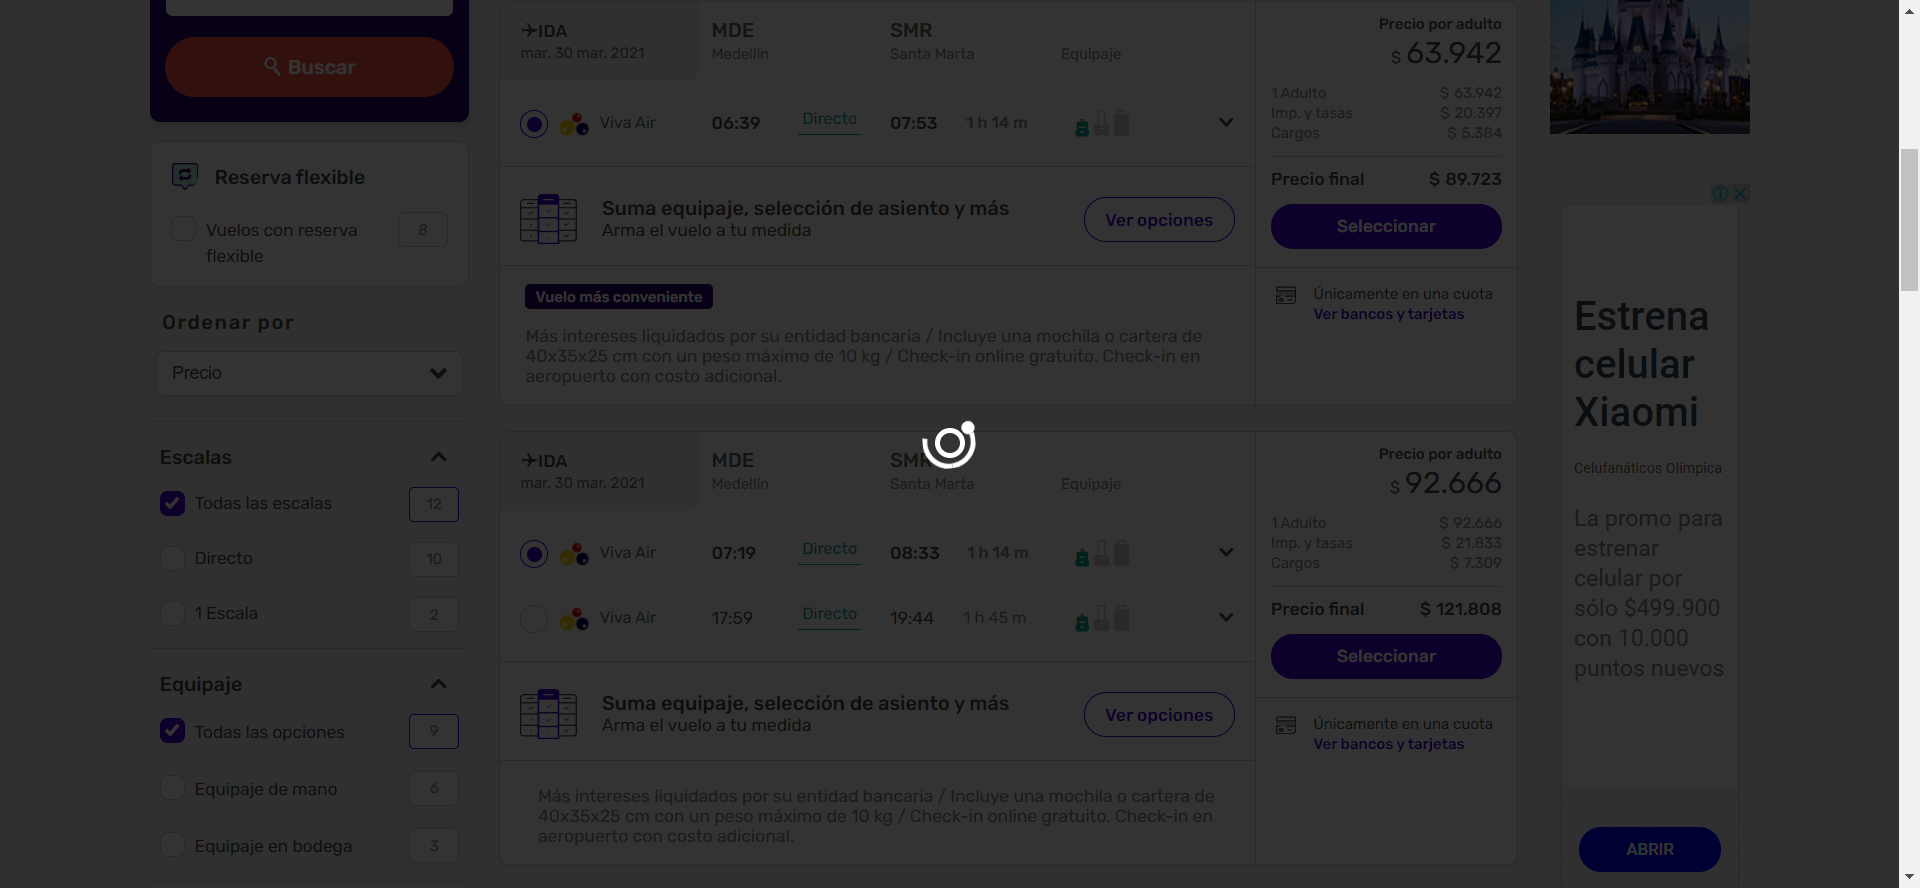 Buscar
Reserva flexible
Vuelos con reserva
flexible
8
Ordenar por
Precio
Escalas
Todas las escalas
12
Directo
10
1 Escala
2
Equipaje
Todas las opciones
9
Equipaje de mano
6
Equipaje en bodega
3
IDA
MDE
SMR
mar. 30 mar. 2021
Medellín
Santa Marta
Equipaje
Viva Air
06:39
Directo
07:53
1 h 14 m
Suma equipaje, selección de asiento y más
Arma el vuelo a tu medida
Ver opciones
Vuelo más conveniente
Más intereses liquidados por su entidad bancaria / Incluye una mochila o cartera de
40x35x25 cm con un peso máximo de 10 kg / Check-in online gratuito. Check-in en
aeropuerto con costo adicional.
Precio por adulto
$ 63.942
1 Adulto
$ 63.942
Imp. y tasas
$ 20.397
Cargos
$ 5.384
Precio final
$ 89.723
Seleccionar
Únicamente en una cuota
Ver bancos y tarjetas
IDA
MDE
SMR
mar. 30 mar. 2021
Medellín
Santa Marta
Equipaje
Viva Air
07:19
Directo
08:33
1 h 14 m
Viva Air
17:59
Directo
19:44
1 h 45 m
Suma equipaje, selección de asiento y más
Arma el vuelo a tu medida
Ver opciones
Más intereses liquidados por su entidad bancaria / Incluye una mochila o cartera de
40x35x25 cm con un peso máximo de 10 kg / Check-in online gratuito. Check-in en
aeropuerto con costo adicional.
Precio por adulto
$ 92.666
1 Adulto
$ 92.666
Imp. y tasas
$ 21.833
Cargos
$ 7.309
Precio final
$ 121.808
Seleccionar
Únicamente en una cuota
Ver bancos y tarjetas
Estrena
celular
Xiaomi
Celufanáticos Olímpica
La promo para
estrenar
celular por
sólo $499.900
con 10.000
puntos nuevos
ABRIR